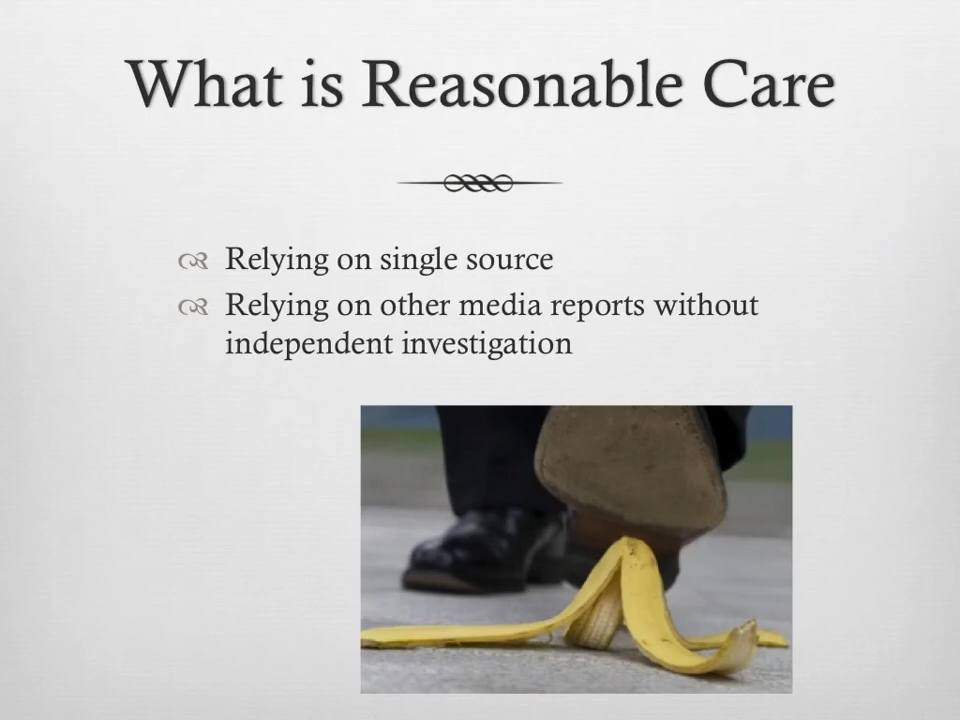 What is Reasonable Care
Relying on single source
Relying on other media reports without
independent investigation